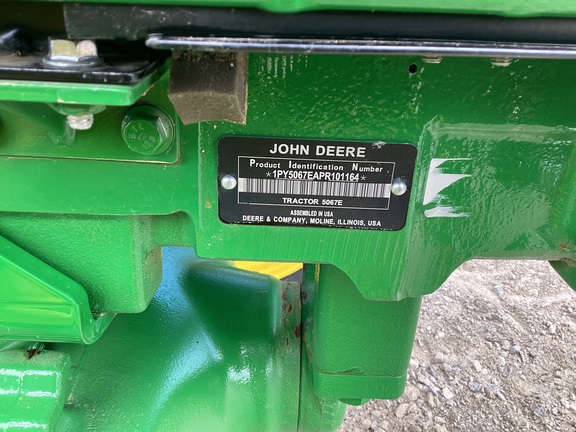 JOHN DEERE
Product Identification Number
*1PY5067EAPR101164*
TRACTOR 5067E
ASSEMBLED IN USA
DEERE & COMPANY, MOLINE, ILLINOIS, USA